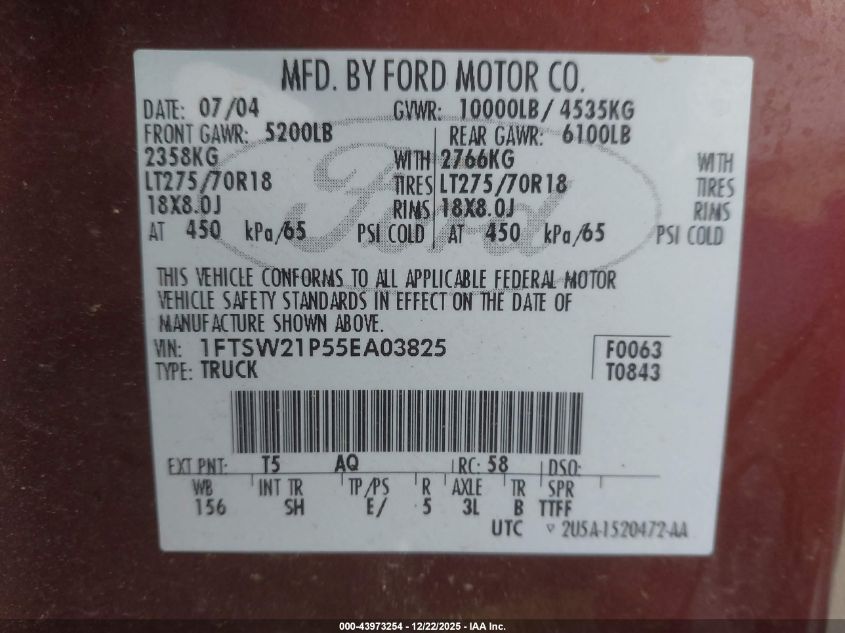 MFD. BY FORD MOTOR CO.
DATE: 07/04 GVWR: 10000LB/ 4535KG
FRONT GAWR: 5200LB REAR GAWR: 6100LB
2358KG WITH 2766KG WITH
LT275/70R18 TIRES LT275/70R18 TIRES
18X8.0J RIMS 18X8.0J RIMS
AT 450 kPa/65 PSI COLD AT 450 kPa/65 PSI COLD
Ford
THIS VEHICLE CONFORMS TO ALL APPLICABLE FEDERAL MOTOR
VEHICLE SAFETY STANDARDS IN EFFECT ON THE DATE OF
MANUFACTURE SHOWN ABOVE.
VIN: 1FTSW21P55EA03825 F0063
TYPE: TRUCK T0843
EXT PNT: T5 AQ RC: 58 DSO:
WB INT TR TP/PS R AXLE TR SPR
156 SH E/ 5 3L B TTFF
UTC ▽ 2U5A-1520472-AA
000-43973254 - 12/22/2025 - IAA Inc.